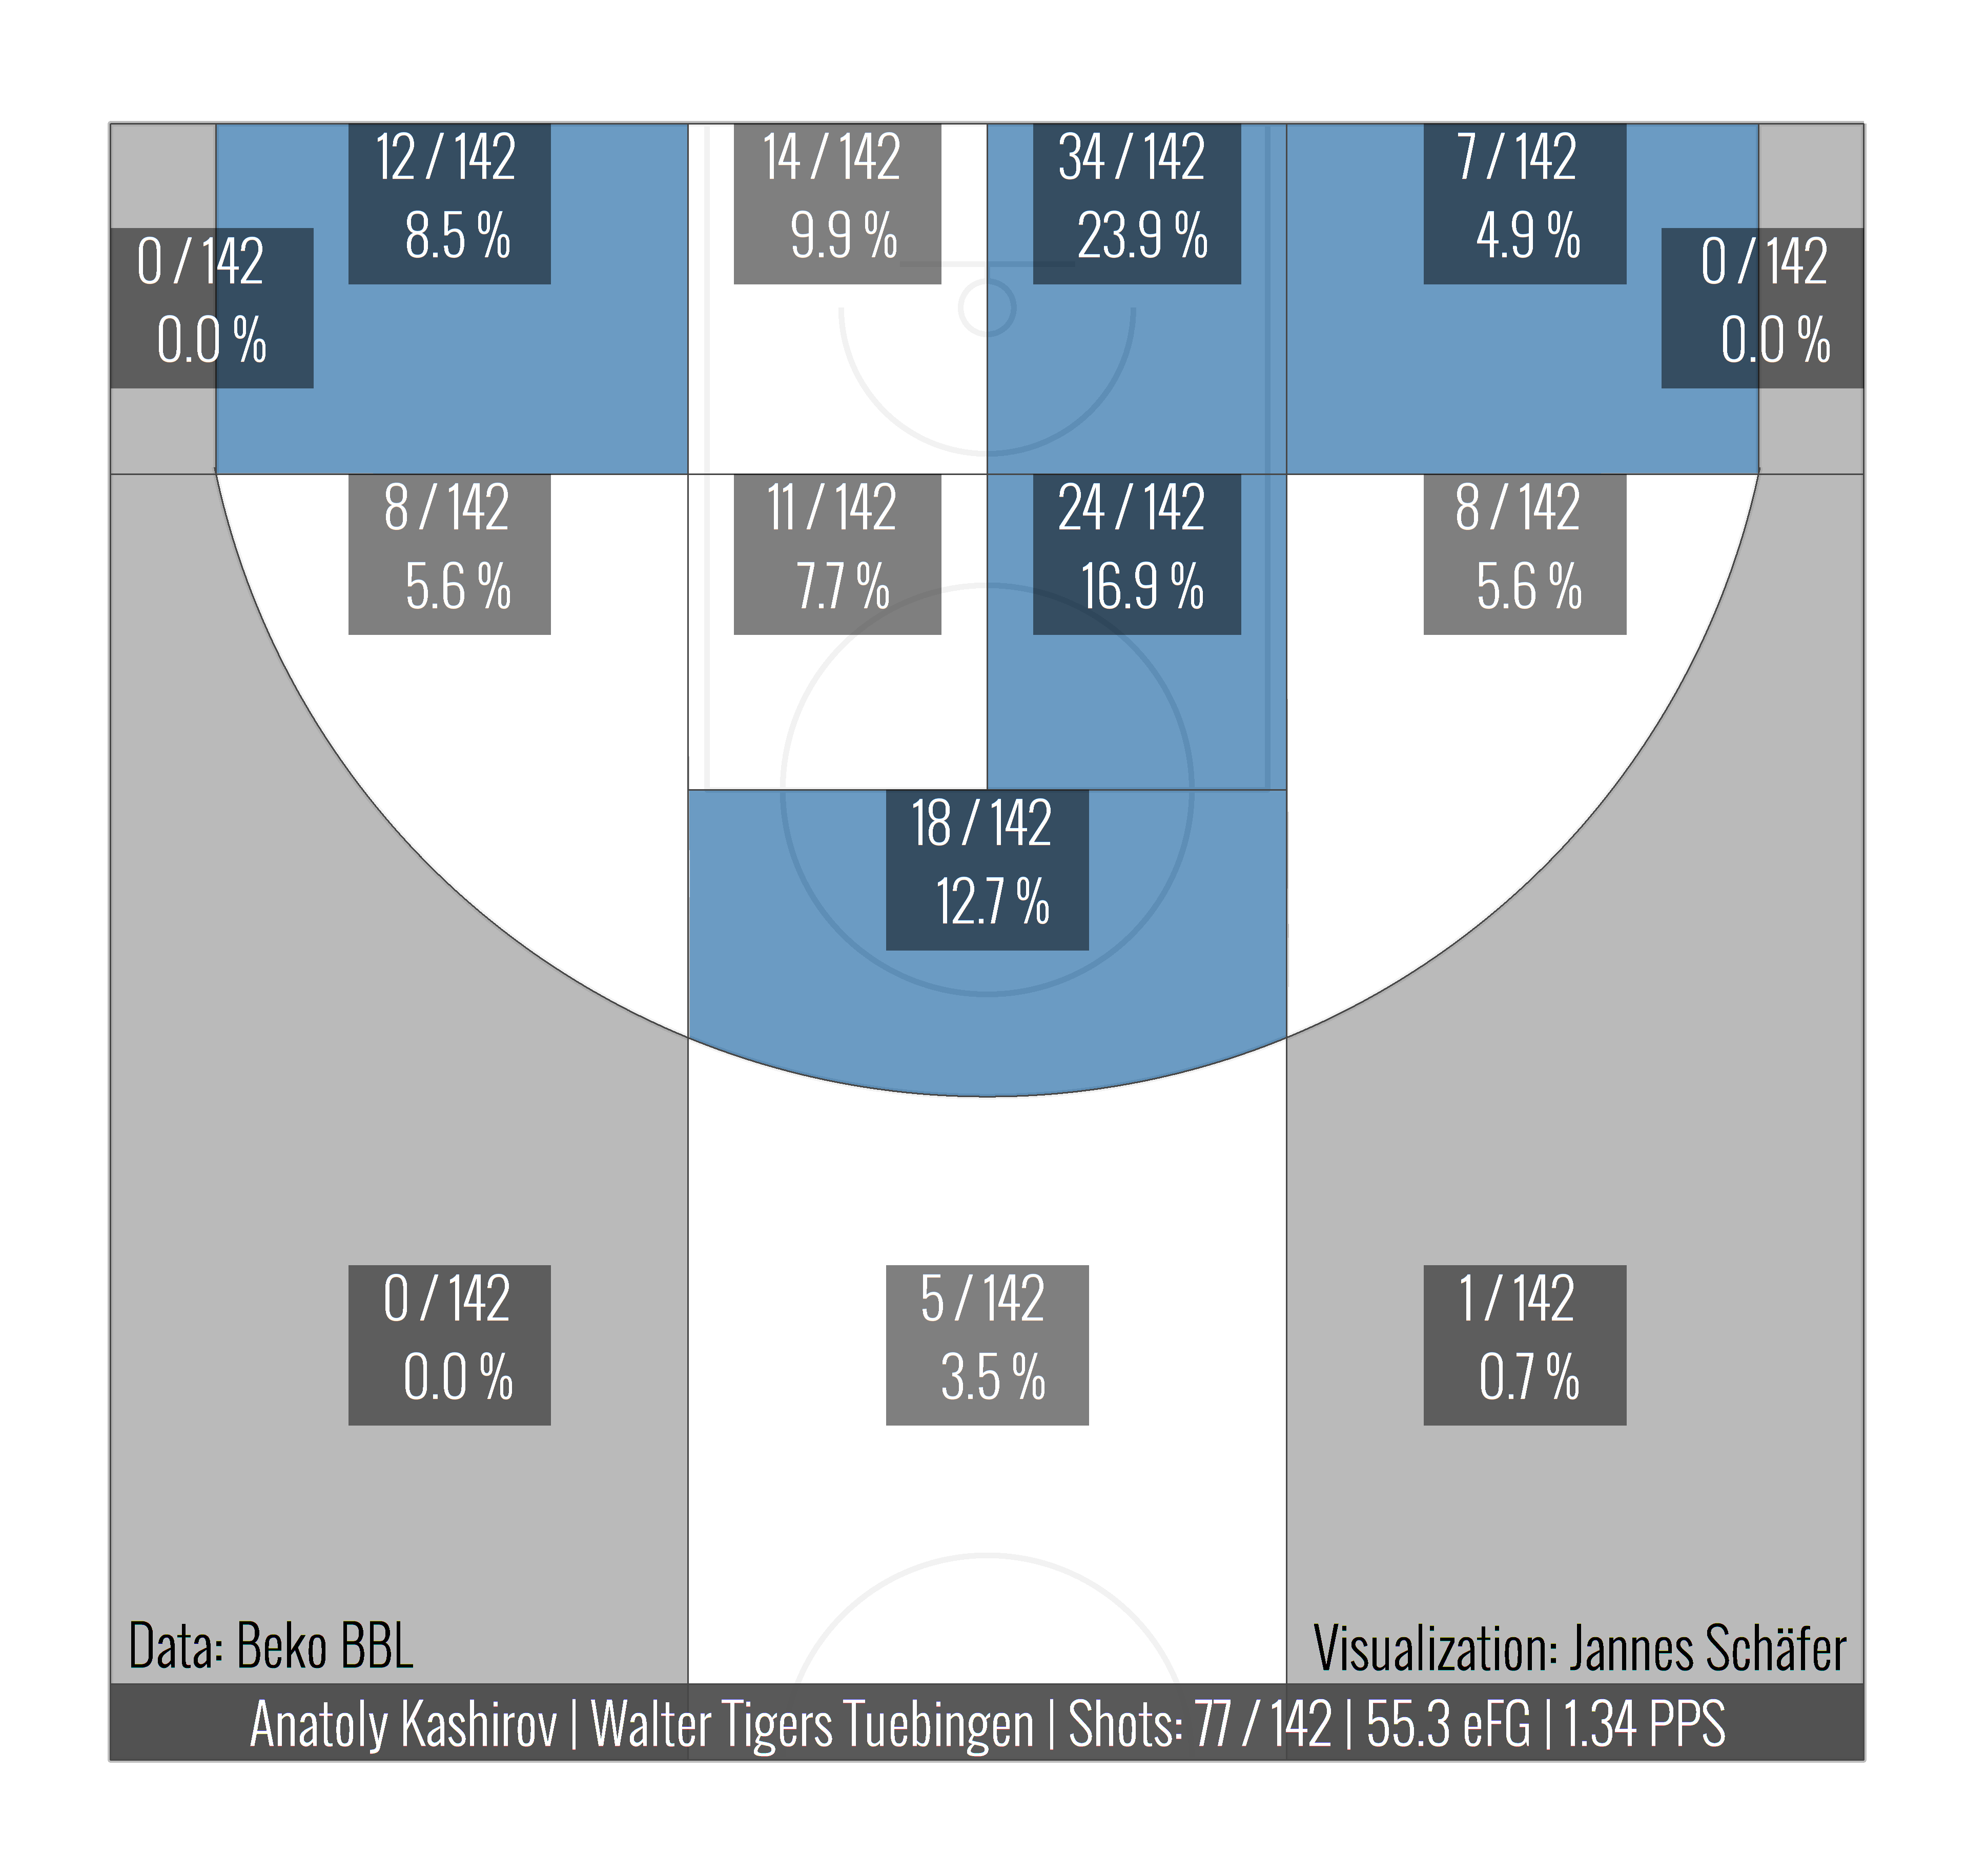 12 / 142
8.5 %
14 / 142
9.9 %
34 / 142
23.9 %
7 / 142
4.9 %
0 / 142
0.0 %
0 / 142
0.0 %
8 / 142
5.6 %
11 / 142
7.7 %
24 / 142
16.9 %
8 / 142
5.6 %
18 / 142
12.7 %
0 / 142
0.0 %
5 / 142
3.5 %
1 / 142
0.7 %
Data: Beko BBL
Visualization: Jannes Schäfer
Anatoly Kashirov | Walter Tigers Tuebingen | Shots: 77 / 142 | 55.3 eFG | 1.34 PPS